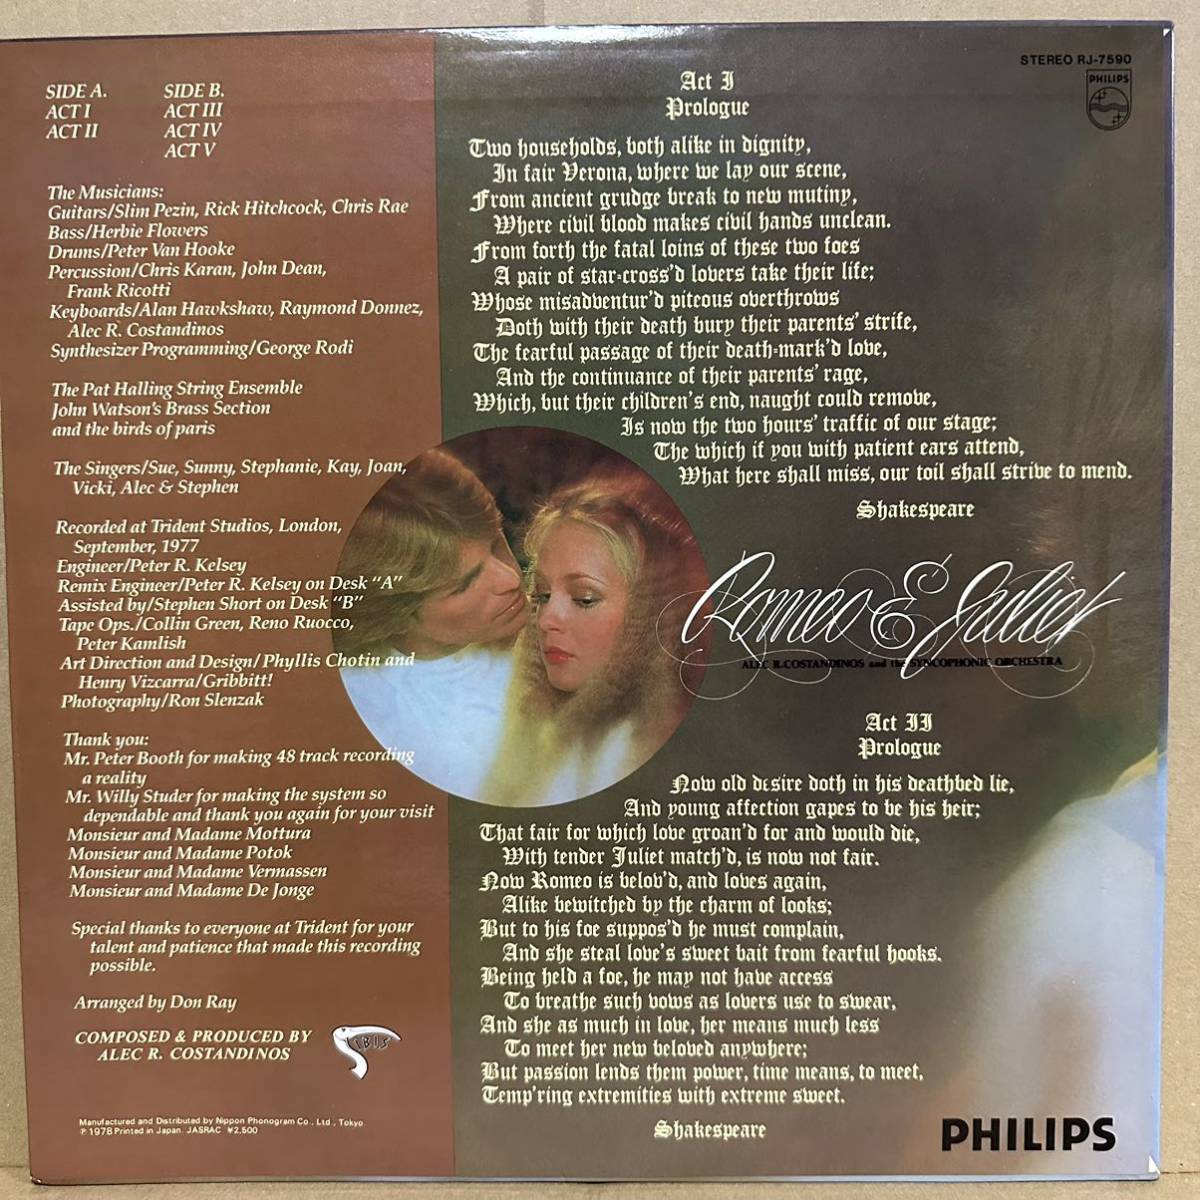 SIDE A.
ACT I
ACT II
SIDE B.
ACT III
ACT IV
ACT V
The Musicians:
Guitars/Slim Pezin, Rick Hitchcock, Chris Rae
Bass/Herbie Flowers
Drums/Peter Van Hooke
Percussion/Chris Karan, John Dean,
Frank Ricotti
Keyboards/Alan Hawkshaw, Raymond Donnez,
Alec R. Costandinos
Synthesizer Programming/George Rodi
The Pat Halling String Ensemble
John Watson's Brass Section
and the birds of paris
The Singers/Sue, Sunny, Stephanie, Kay, Joan,
Vicki, Alec & Stephen
Recorded at Trident Studios, London,
September, 1977
Engineer/Peter R. Kelsey
Remix Engineer/Peter R. Kelsey on Desk "A"
Assisted by/Stephen Short on Desk "B"
Tape Ops./Collin Green, Reno Ruocco,
Peter Kamlish
Art Direction and Design/Phyllis Chotin and
Henry Vizcarra/Gribbitt!
Photography/Ron Slenzak
Thank you:
Mr. Peter Booth for making 48 track recording
a reality
Mr. Willy Studer for making the system so
dependable and thank you again for your visit
Monsieur and Madame Mottura
Monsieur and Madame Potok
Monsieur and Madame Vermassen
Monsieur and Madame De Jonge
Special thanks to everyone at Trident for your
talent and patience that made this recording
possible.
Arranged by Don Ray
COMPOSED & PRODUCED BY
ALEC R. COSTANDINOS
IBIS
Manufactured and Distributed by Nippon Phonogram Co., Ltd., Tokyo
℗ 1978 Printed in Japan. JASRAC ¥2,500
STEREO RJ-7590
PHILIPS
Act I
Prologue
Two households, both alike in dignity,
In fair Verona, where we lay our scene,
From ancient grudge break to new mutiny,
Where civil blood makes civil hands unclean.
From forth the fatal loins of these two foes
A pair of star-cross'd lovers take their life;
Whose misadventur'd piteous overthrows
Doth with their death bury their parents' strife,
The fearful passage of their death-mark'd love,
And the continuance of their parents' rage,
Which, but their children's end, naught could remove,
Is now the two hours' traffic of our stage;
The which if you with patient ears attend,
What here shall miss, our toil shall strive to mend.
Shakespeare
Romeo & Juliet
ALEC R. COSTANDINOS and the SYNCOPHONIC ORCHESTRA
Act II
Prologue
Now old desire doth in his deathbed lie,
And young affection gapes to be his heir;
That fair for which love groan'd for and would die,
With tender Juliet match'd, is now not fair.
Now Romeo is belov'd, and loves again,
Alike bewitched by the charm of looks;
But to his foe suppos'd he must complain,
And she steal love's sweet bait from fearful hooks.
Being held a foe, he may not have access
To breathe such vows as lovers use to swear,
And she as much in love, her means much less
To meet her new beloved anywhere;
But passion lends them power, time means, to meet,
Temp'ring extremities with extreme sweet.
Shakespeare
PHILIPS